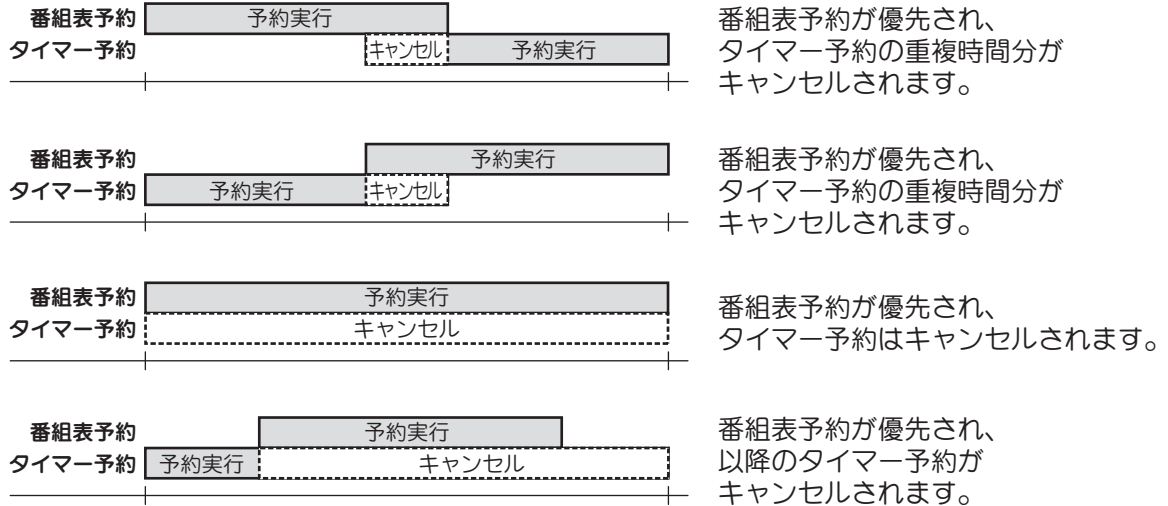 番組表予約 予約実行
タイマー予約 キャンセル 予約実行
番組表予約が優先され、
タイマー予約の重複時間分が
キャンセルされます。
番組表予約 予約実行
タイマー予約 予約実行 キャンセル
番組表予約が優先され、
タイマー予約の重複時間分が
キャンセルされます。
番組表予約 予約実行
タイマー予約 キャンセル
番組表予約が優先され、
タイマー予約はキャンセルされます。
番組表予約 予約実行
タイマー予約 予約実行 キャンセル
番組表予約が優先され、
以降のタイマー予約が
キャンセルされます。